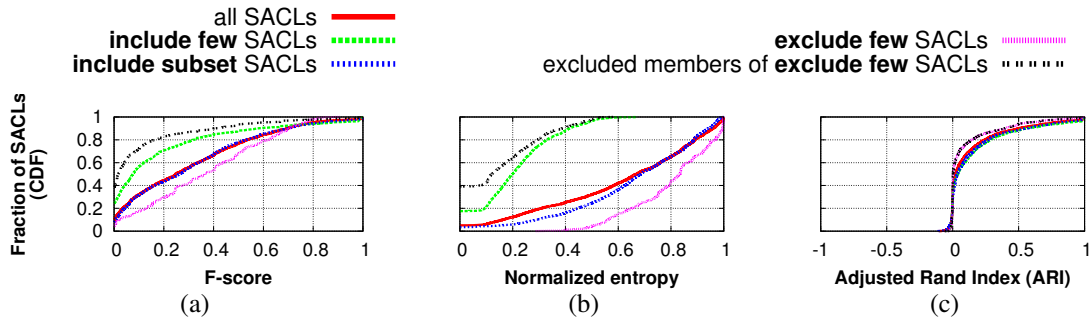 all SACLs
include few SACLs
include subset SACLs
exclude few SACLs
excluded members of exclude few SACLs
Fraction of SACLs
(CDF)
1
0.8
0.6
0.4
0.2
0
0 0.2 0.4 0.6 0.8 1
F-score
(a)
0 0.2 0.4 0.6 0.8 1
Normalized entropy
(b)
-1 -0.5 0 0.5 1
Adjusted Rand Index (ARI)
(c)